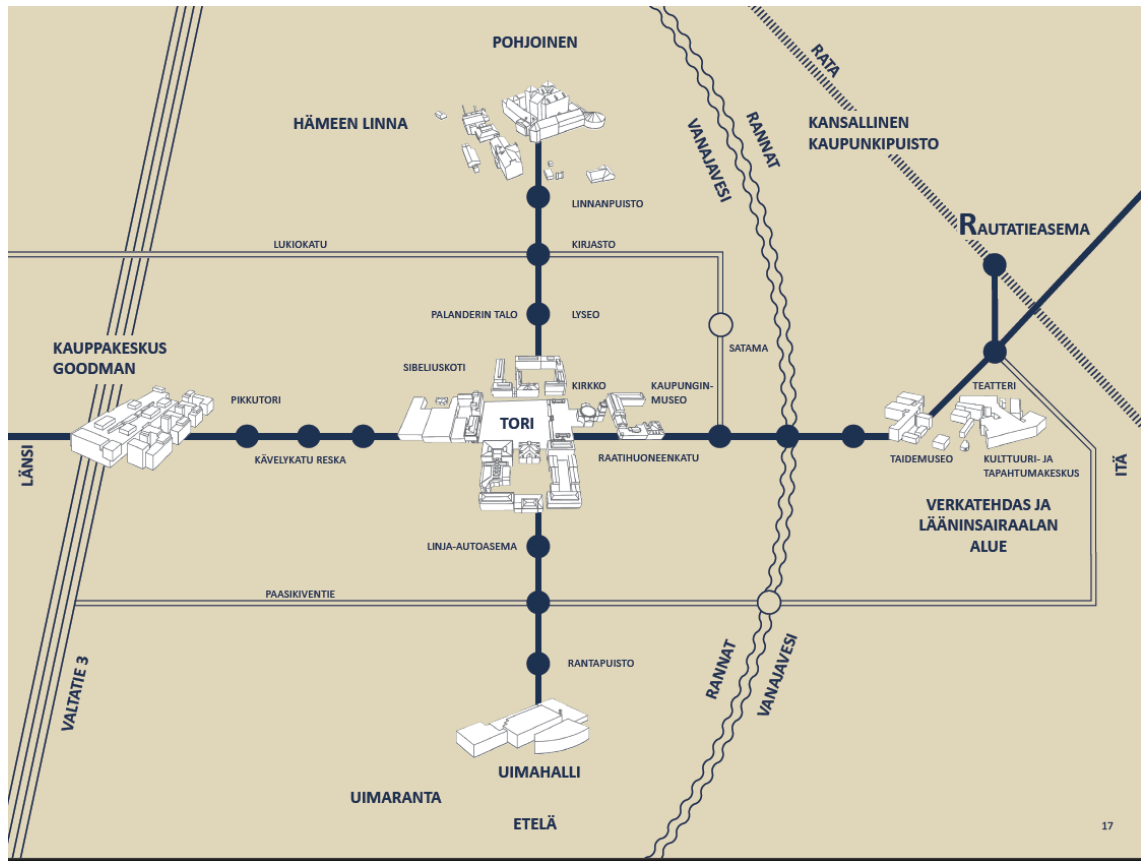 POHJOINEN
RATA
HÄMEEN LINNA
RANNAT
VANAJAVESI
KANSALLINEN
KAUPUNKIPUISTO
LINNANPUISTO
RAUTATIEASEMA
LUKIOKATU
KIRJASTO
PALANDERIN TALO
LYSEO
SATAMA
KAUPPAKESKUS
GOODMAN
SIBELIUSKOTI
KIRKKO
KAUPUNGIN-
MUSEO
TEATTERI
PIKKUTORI
TORI
LÄNSI
KÄVELYKATU RESKA
RAATIHUONEENKATU
TAIDEMUSEO
KULTTUURI- JA
TAPAHTUMAKESKUS
ITÄ
VERKATEHDAS JA
LÄÄNINSAIRAALAN
ALUE
LINJA-AUTOASEMA
PAASIKIVENTIE
VALTATIE 3
RANTAPUISTO
RANNAT
VANAJAVESI
UIMAHALLI
UIMARANTA
ETELÄ
17